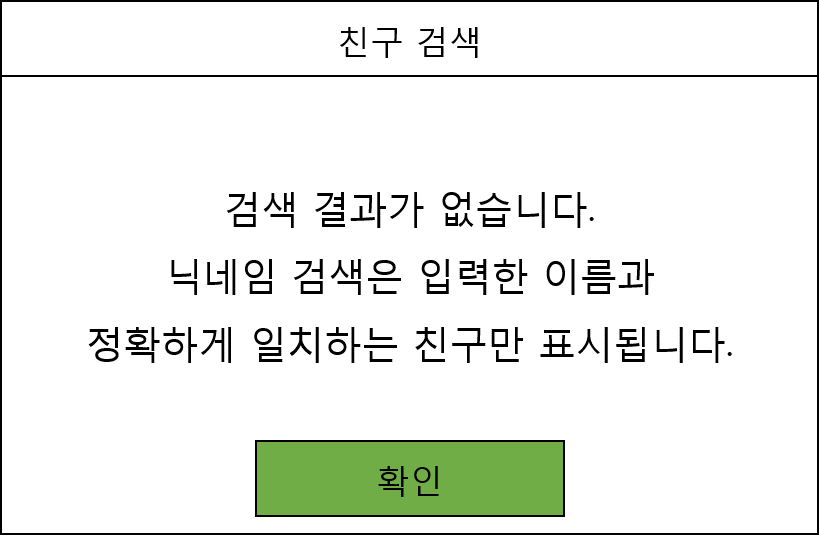 친구 검색
검색 결과가 없습니다.
닉네임 검색은 입력한 이름과
정확하게 일치하는 친구만 표시됩니다.
확인